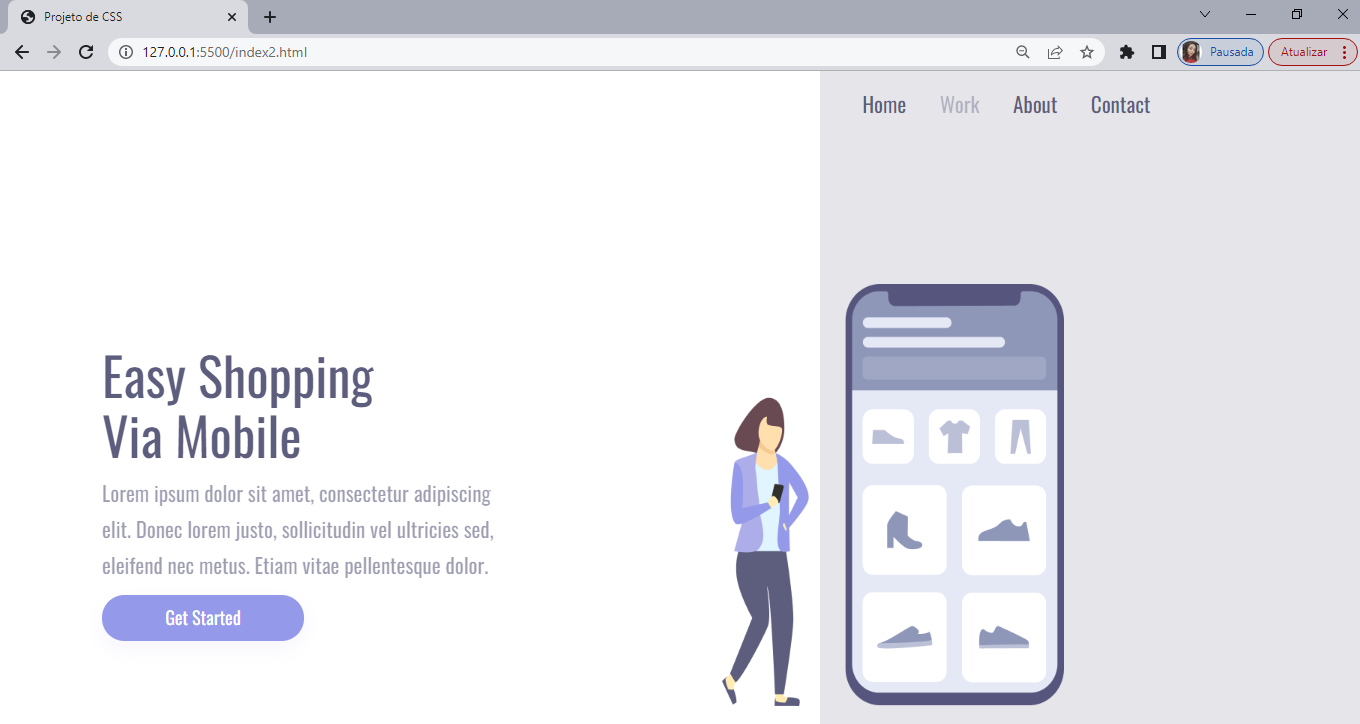 Projeto de CSS
127.0.0.1:5500/index2.html
Pausada
Atualizar
Home Work About Contact
Easy Shopping
Via Mobile
Lorem ipsum dolor sit amet, consectetur adipiscing
elit. Donec lorem justo, sollicitudin vel ultricies sed,
eleifend nec metus. Etiam vitae pellentesque dolor.
Get Started